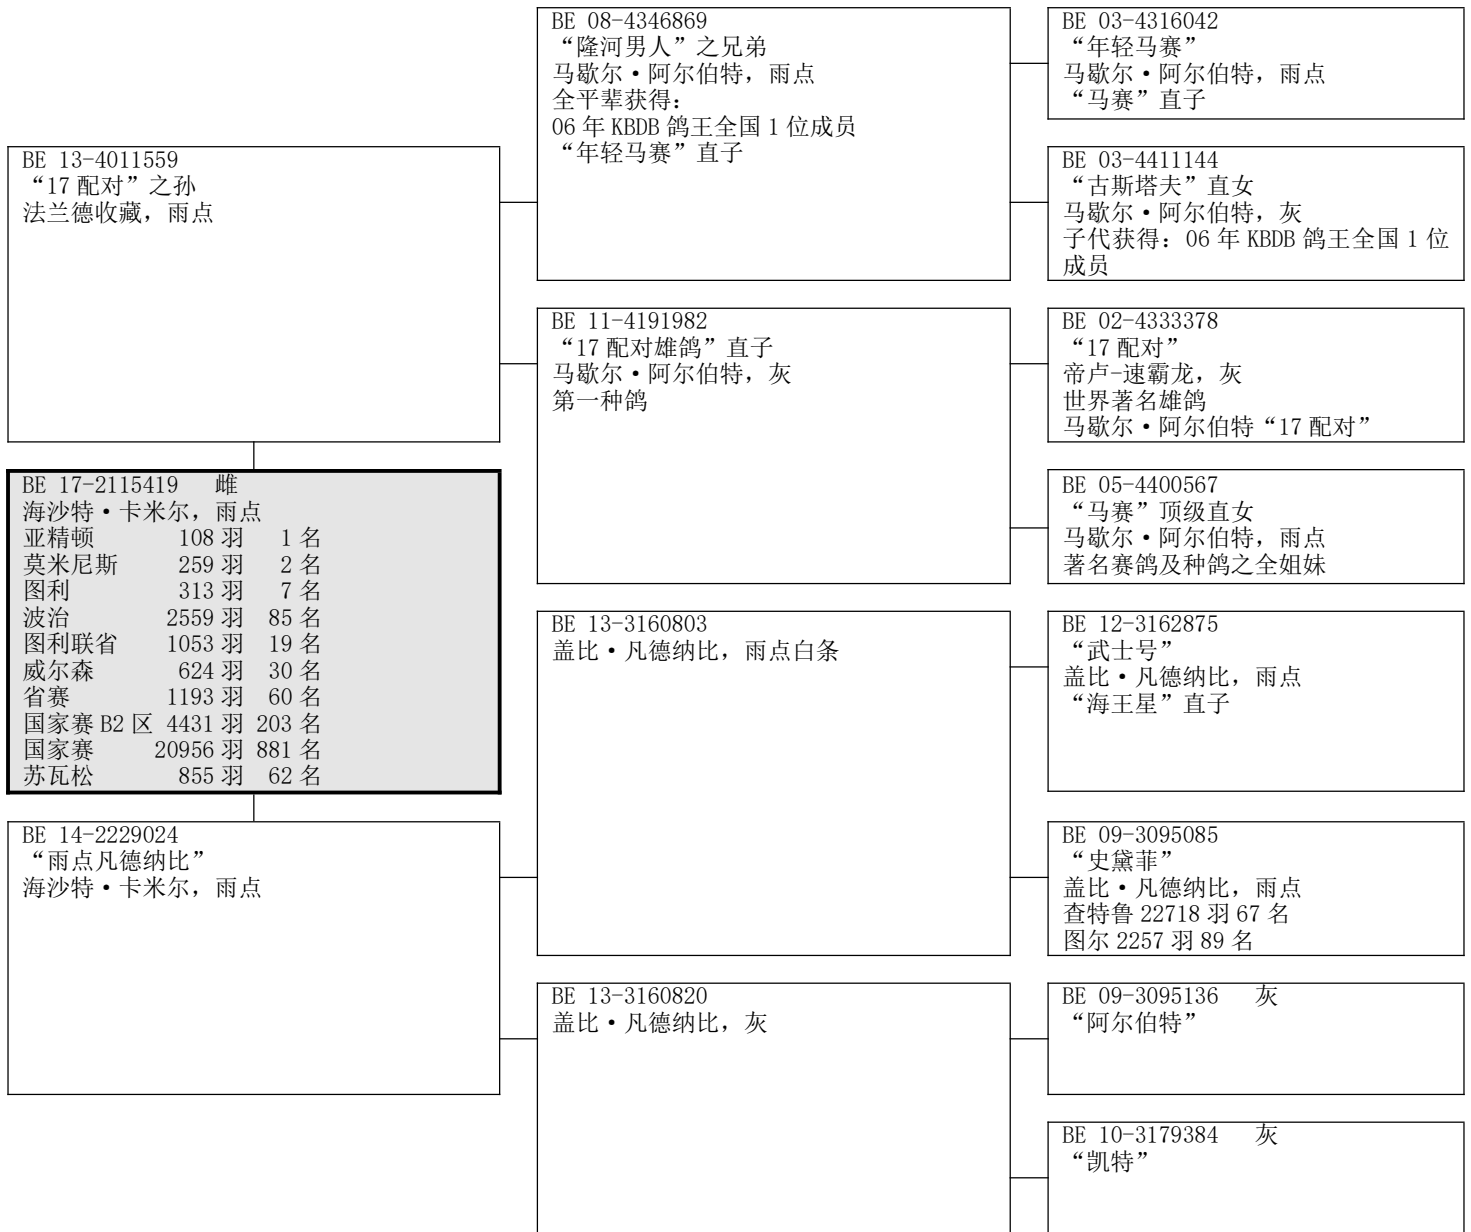 BE 13-4011559
“17 配对”之孙
法兰德收藏，雨点
BE 17-2115419 雌
海沙特·卡米尔，雨点
亚精顿 108 羽 1 名
莫米尼斯 259 羽 2 名
图利 313 羽 7 名
波治 2559 羽 85 名
图利联省 1053 羽 19 名
威尔森 624 羽 30 名
省赛 1193 羽 60 名
国家赛 B2 区 4431 羽 203 名
国家赛 20956 羽 881 名
苏瓦松 855 羽 62 名
BE 14-2229024
“雨点凡德纳比”
海沙特·卡米尔，雨点
BE 08-4346869
“隆河男人”之兄弟
马歇尔·阿尔伯特，雨点
全平辈获得：
06 年 KBDB 鸽王全国 1 位成员
“年轻马赛”直子
BE 11-4191982
“17 配对雄鸽”直子
马歇尔·阿尔伯特，灰
第一种鸽
BE 13-3160803
盖比·凡德纳比，雨点白条
BE 13-3160820
盖比·凡德纳比，灰
BE 03-4316042
“年轻马赛”
马歇尔·阿尔伯特，雨点
“马赛”直子
BE 03-4411144
“古斯塔夫”直女
马歇尔·阿尔伯特，灰
子代获得：06 年 KBDB 鸽王全国 1 位
成员
BE 02-4333378
“17 配对”
帝卢-速霸龙，灰
世界著名雄鸽
马歇尔·阿尔伯特“17 配对”
BE 05-4400567
“马赛”顶级直女
马歇尔·阿尔伯特，雨点
著名赛鸽及种鸽之全姐妹
BE 12-3162875
“武士号”
盖比·凡德纳比，雨点
“海王星”直子
BE 09-3095085
“史黛菲”
盖比·凡德纳比，雨点
查特鲁 22718 羽 67 名
图尔 2257 羽 89 名
BE 09-3095136 灰
“阿尔伯特”
BE 10-3179384 灰
“凯特”